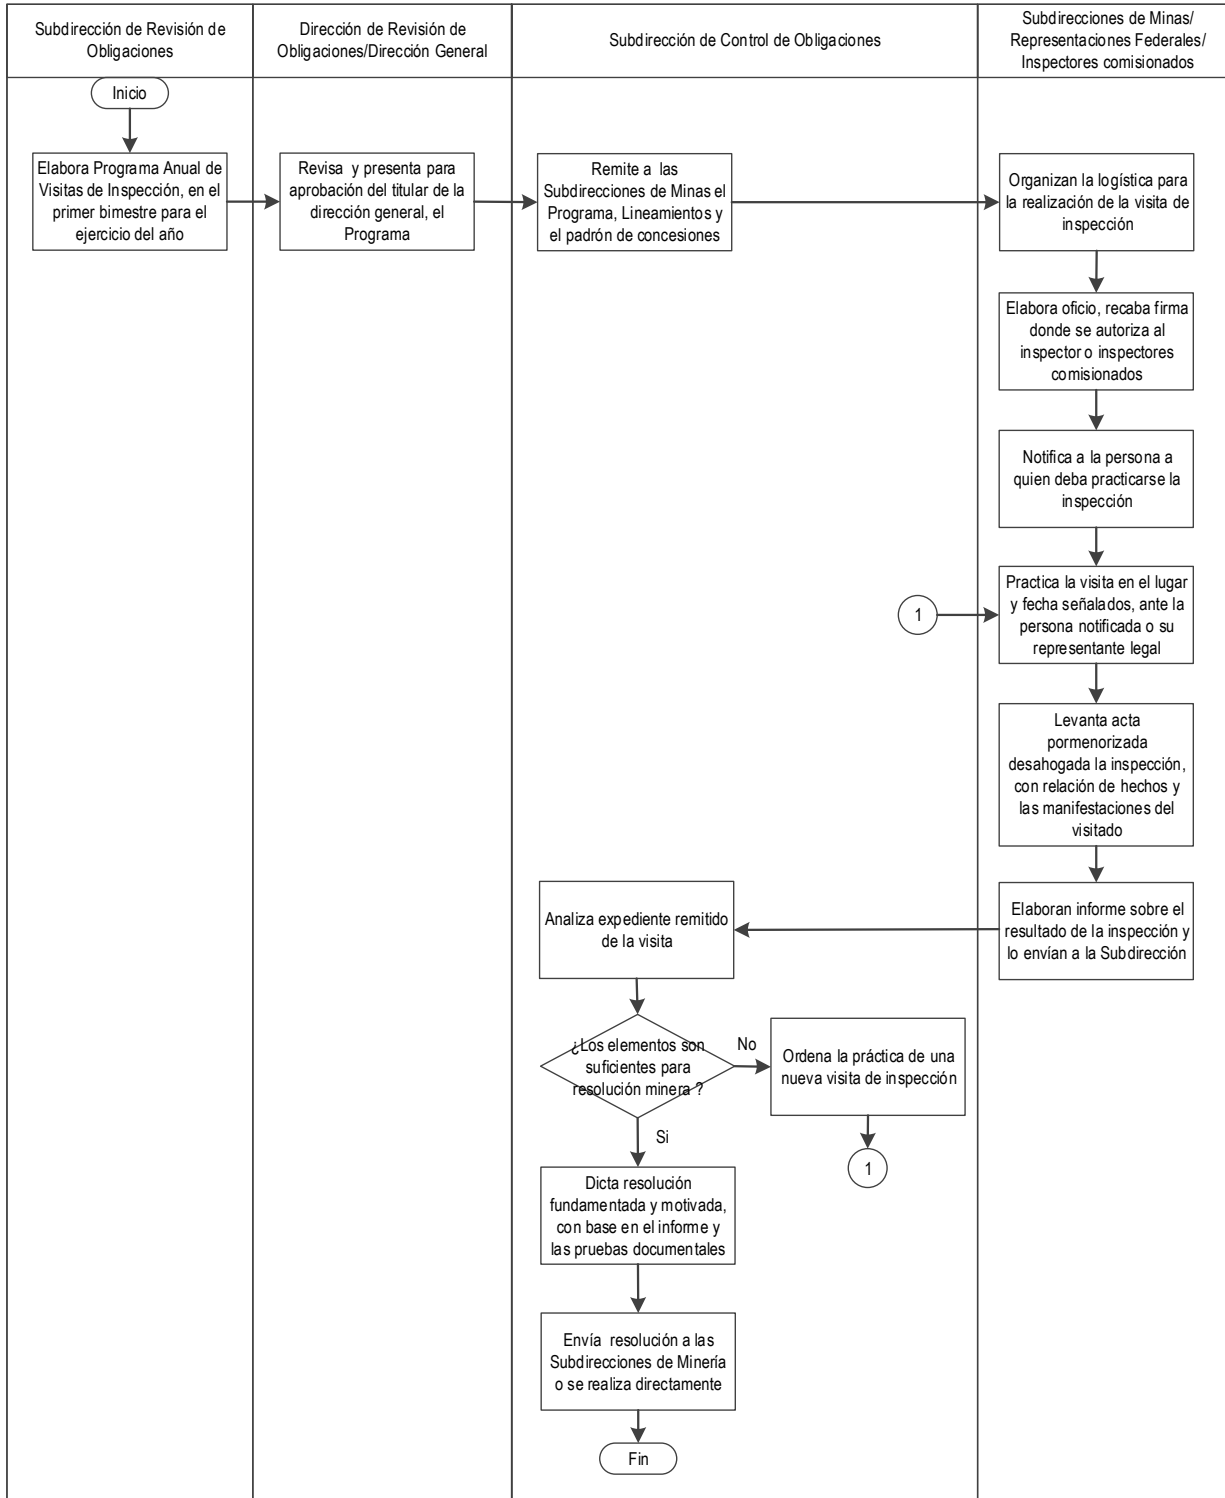 Subdirección de Revisión de
Obligaciones
Dirección de Revisión de
Obligaciones/Dirección General
Subdirección de Control de Obligaciones
Subdirecciones de Minas/
Representaciones Federales/
Inspectores comisionados
Inicio
Elabora Programa Anual de
Visitas de Inspección, en el
primer bimestre para el
ejercicio del año
Revisa y presenta para
aprobación del titular de la
dirección general, el
Programa
Remite a las
Subdirecciones de Minas el
Programa, Lineamientos y
el padrón de concesiones
Organizan la logística para
la realización de la visita de
inspección
Elabora oficio, recaba firma
donde se autoriza al
inspector o inspectores
comisionados
Notifica a la persona a
quien deba practicarse la
inspección
1
Practica la visita en el lugar
y fecha señalados, ante la
persona notificada o su
representante legal
Levanta acta
pormenorizada
desahogada la inspección,
con relación de hechos y
las manifestaciones del
visitado
Elaboran informe sobre el
resultado de la inspección y
lo envían a la Subdirección
Analiza expediente remitido
de la visita
¿Los elementos son
suficientes para
resolución minera ?
No
Ordena la práctica de una
nueva visita de inspección
1
Si
Dicta resolución
fundamentada y motivada,
con base en el informe y
las pruebas documentales
Envía resolución a las
Subdirecciones de Minería
o se realiza directamente
Fin